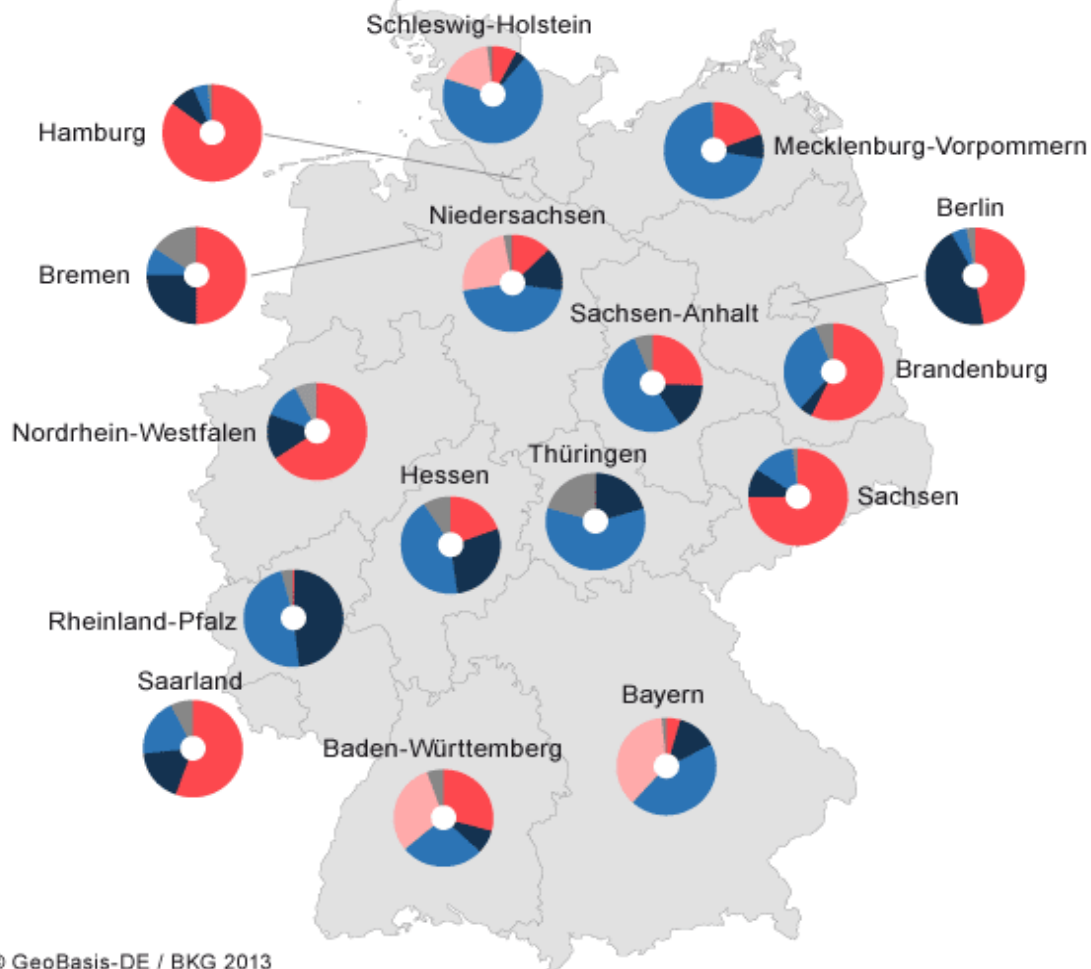 Schleswig-Holstein
Hamburg
Mecklenburg-Vorpommern
Niedersachsen
Berlin
Bremen
Sachsen-Anhalt
Brandenburg
Nordrhein-Westfalen
Thüringen
Hessen
Sachsen
Rheinland-Pfalz
Saarland
Bayern
Baden-Württemberg
© GeoBasis-DE / BKG 2013